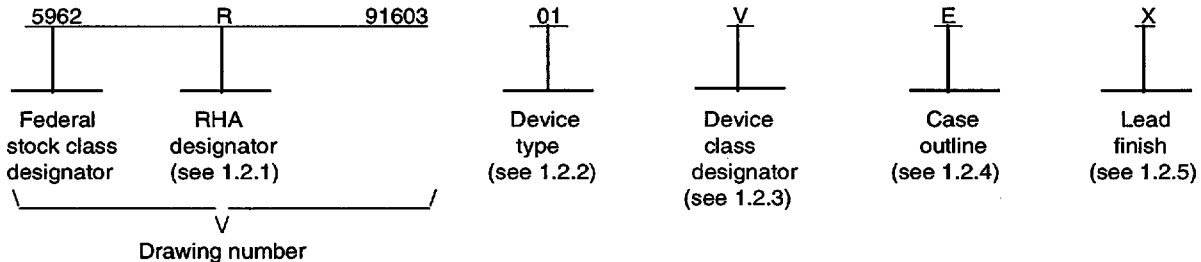 5962 R 91603 01 V E X
Federal stock class designator
RHA designator (see 1.2.1)
Device type (see 1.2.2)
Device class designator (see 1.2.3)
Case outline (see 1.2.4)
Lead finish (see 1.2.5)
\ /
V
Drawing number